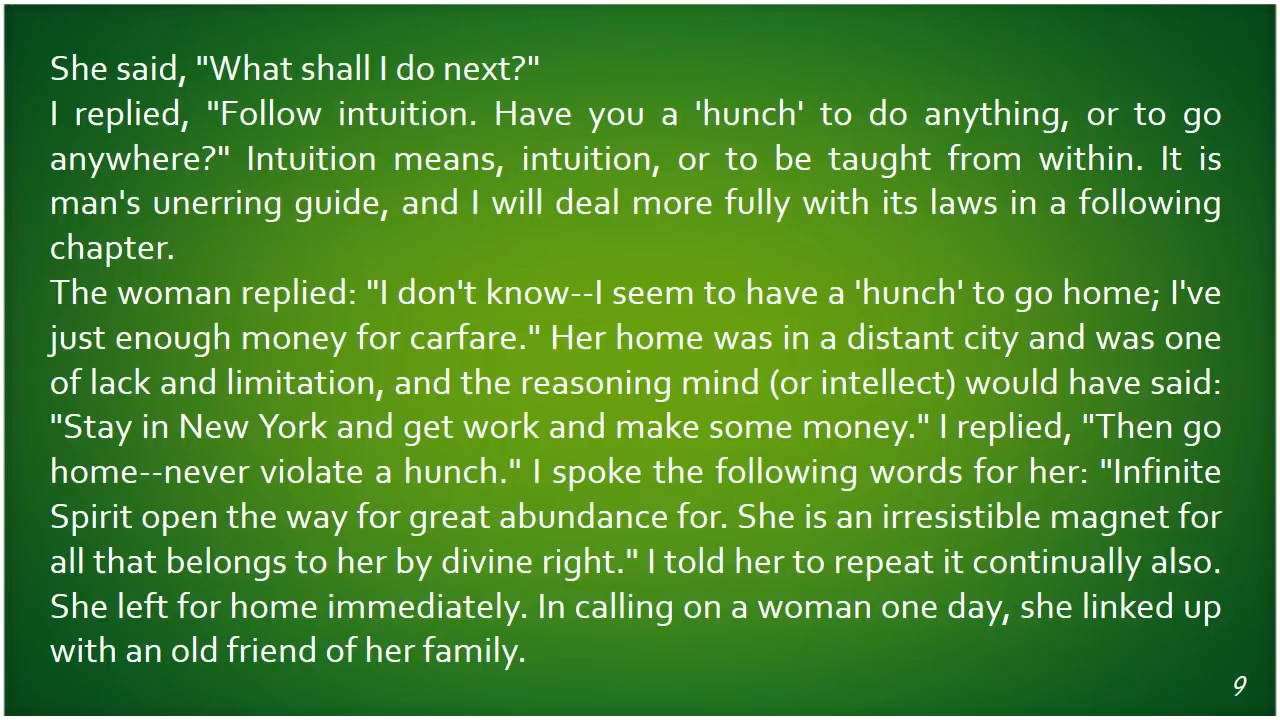 She said, "What shall I do next?"
I replied, "Follow intuition. Have you a 'hunch' to do anything, or to go
anywhere?" Intuition means, intuition, or to be taught from within. It is
man's unerring guide, and I will deal more fully with its laws in a following
chapter.
The woman replied: "I don't know--I seem to have a 'hunch' to go home; I've
just enough money for carfare." Her home was in a distant city and was one
of lack and limitation, and the reasoning mind (or intellect) would have said:
"Stay in New York and get work and make some money." I replied, "Then go
home--never violate a hunch." I spoke the following words for her: "Infinite
Spirit open the way for great abundance for. She is an irresistible magnet for
all that belongs to her by divine right." I told her to repeat it continually also.
She left for home immediately. In calling on a woman one day, she linked up
with an old friend of her family.
9